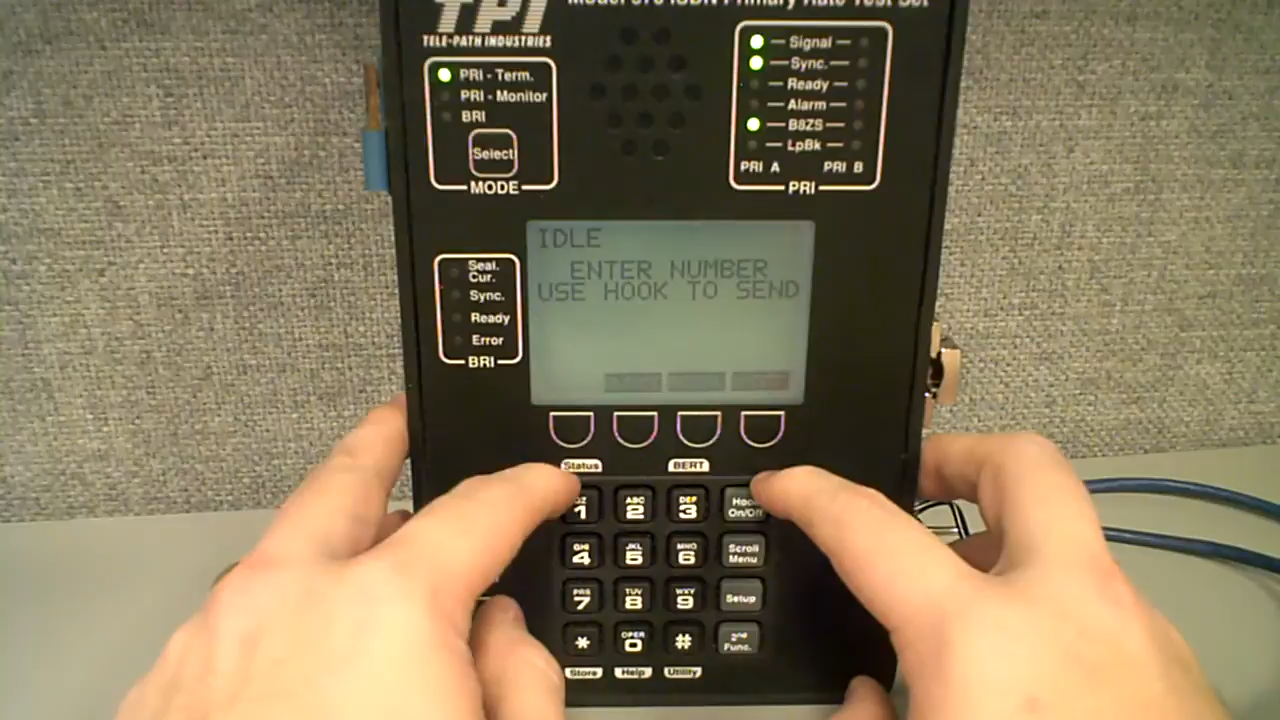 TPI
TELE-PATH INDUSTRIES
PRI - Term.
PRI - Monitor
BRI
Select
MODE
Signal
Sync.
Ready
Alarm
B8ZS
LpBk
PRI A
PRI B
PRI
IDLE
ENTER NUMBER
USE HOOK TO SEND
Seal.
Cur.
Sync.
Ready
Error
BRI
Status
BERT
1
ABC
2
DEF
3
On/Off
GHI
4
JKL
5
MNO
6
Scroll
Menu
PRS
7
TUV
8
WXY
9
Setup
*
OPER
0
#
2nd
Func.
Store
Help
Utility